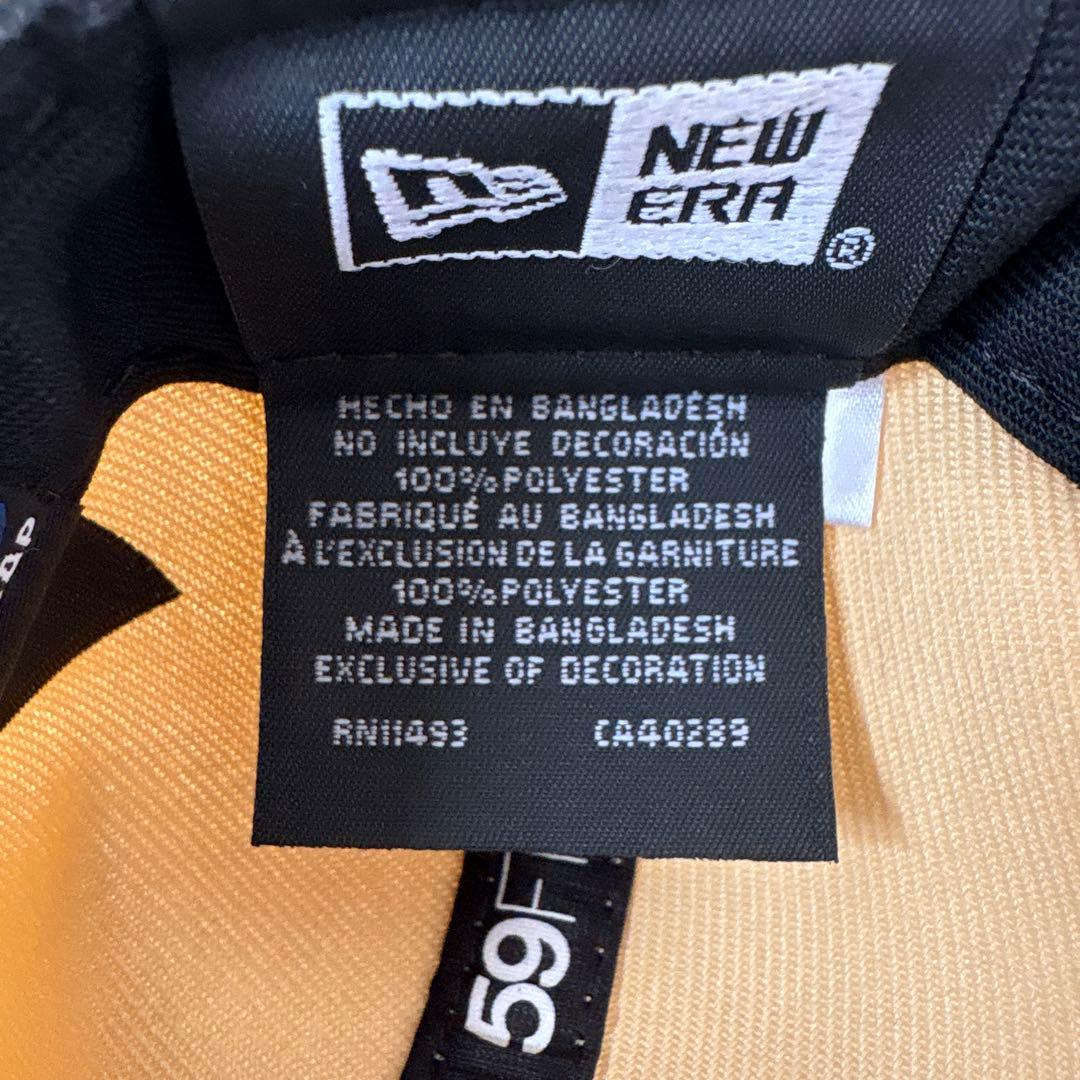 NEW
ERA
®
HECHO EN BANGLADÉSH
NO INCLUYE DECORACIÓN
100% POLYESTER
FABRIQUÉ AU BANGLADESH
À L'EXCLUSION DE LA GARNITURE
100% POLYESTER
MADE IN BANGLADESH
EXCLUSIVE OF DECORATION
RN11493 CA40289
59F